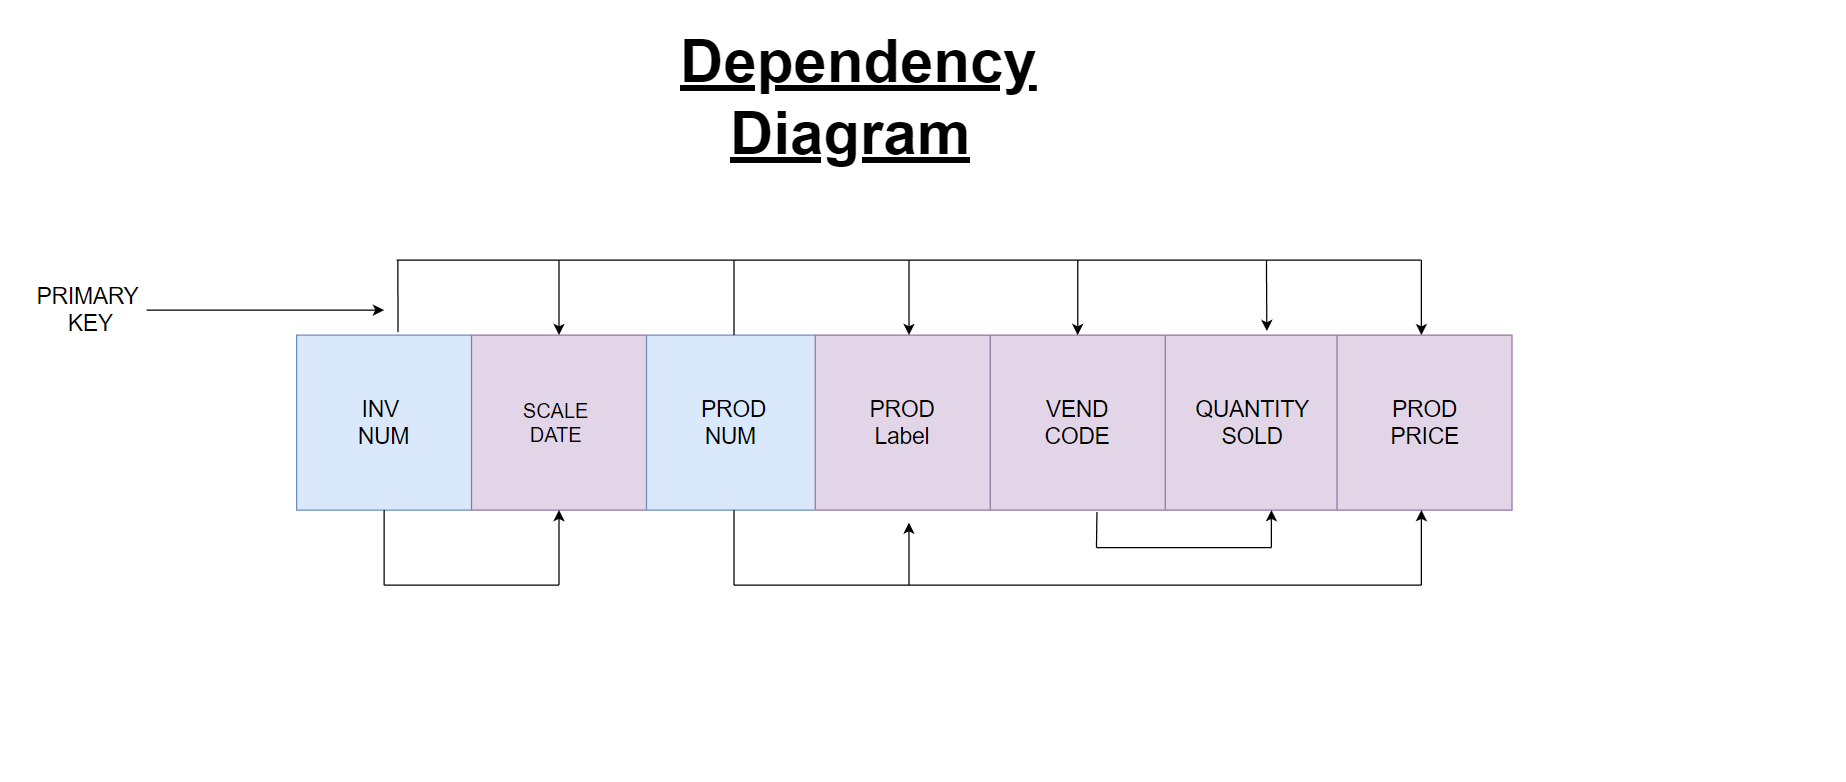 Dependency
Diagram
PRIMARY
KEY
INV
NUM
SCALE
DATE
PROD
NUM
PROD
Label
VEND
CODE
QUANTITY
SOLD
PROD
PRICE